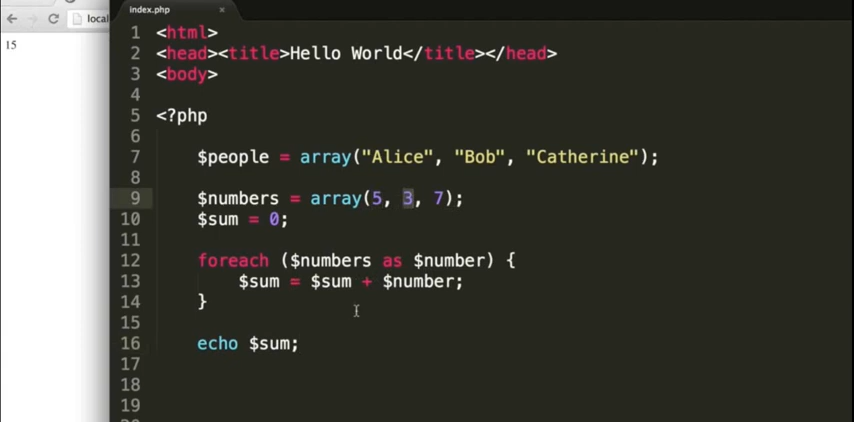 index.php
local
15
1 <html>
2 <head><title>Hello World</title></head>
3 <body>
4
5 <?php
6
7 $people = array("Alice", "Bob", "Catherine");
8
9 $numbers = array(5, 3, 7);
10 $sum = 0;
11
12 foreach ($numbers as $number) {
13 $sum = $sum + $number;
14 }
15
16 echo $sum;
17
18
19